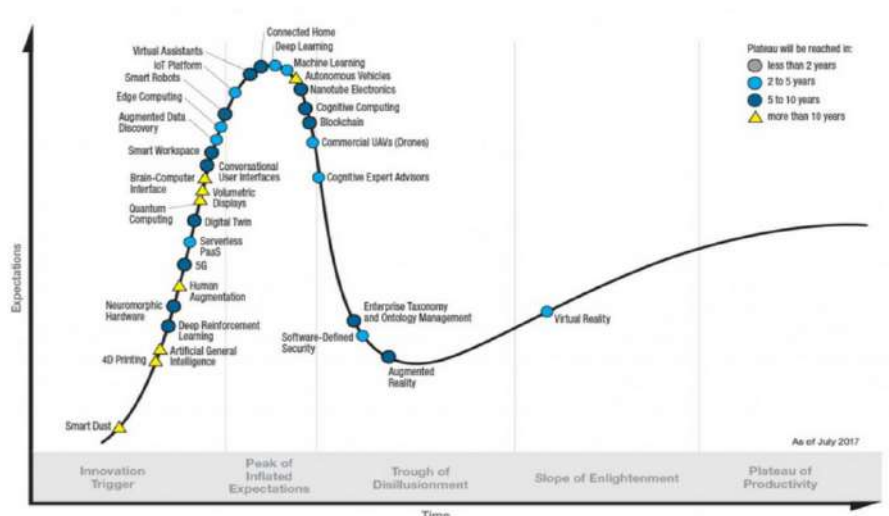 Connected Home
Deep Learning
Virtual Assistants
Machine Learning
IoT Platform
Autonomous Vehicles
Smart Robots
Nanotube Electronics
Edge Computing
Cognitive Computing
Augmented Data
Discovery
Blockchain
Commercial UAVs (Drones)
Smart Workspace
Conversational
User Interfaces
Brain-Computer
Interface
Cognitive Expert Advisors
Volumetric
Displays
Quantum
Computing
Digital Twin
Serverless
PaaS
5G
Human
Augmentation
Neuromorphic
Hardware
Deep Reinforcement
Learning
Artificial General
Intelligence
4D Printing
Smart Dust
Enterprise Taxonomy
and Ontology Management
Software-Defined
Security
Augmented
Reality
Virtual Reality
Plateau will be reached in:
less than 2 years
2 to 5 years
5 to 10 years
more than 10 years
As of July 2017
Expectations
Innovation
Trigger
Peak of
Inflated
Expectations
Trough of
Disillusionment
Slope of Enlightenment
Plateau of
Productivity
Time